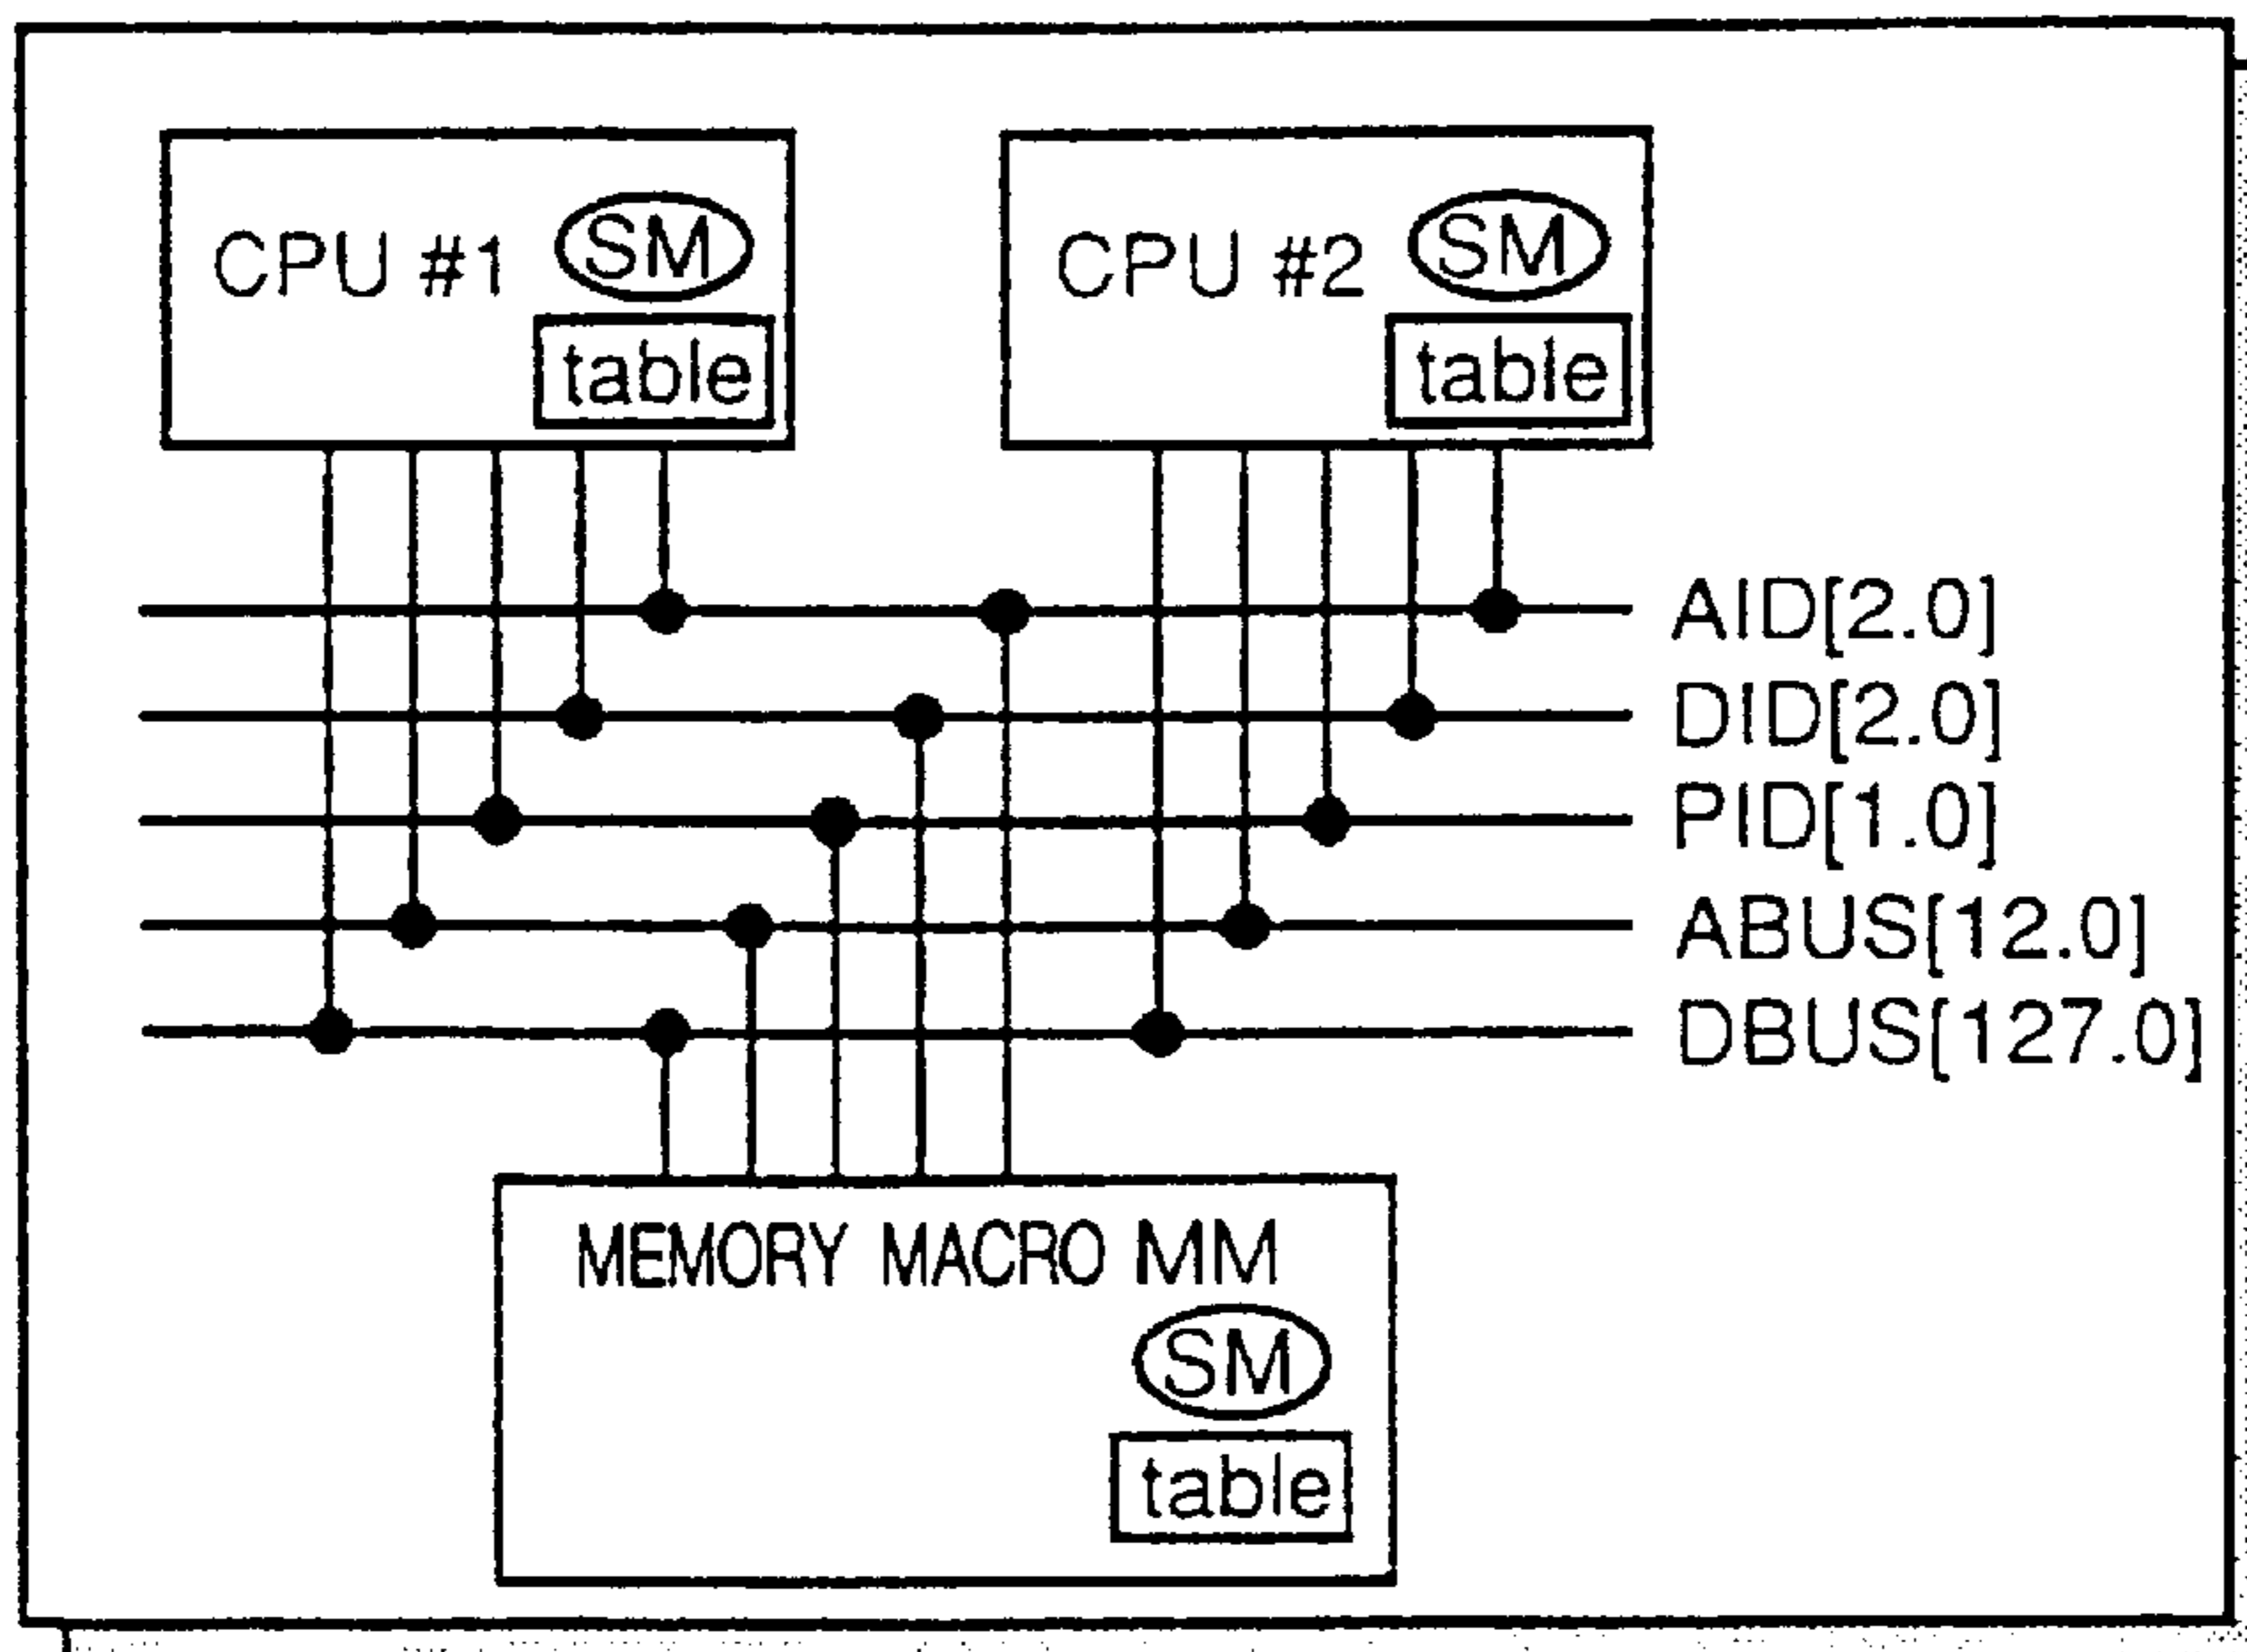 CPU #1 SM
table
CPU #2 SM
table
AID[2.0]
DID[2.0]
PID[1.0]
ABUS[12.0]
DBUS[127.0]
MEMORY MACRO MM
SM
table